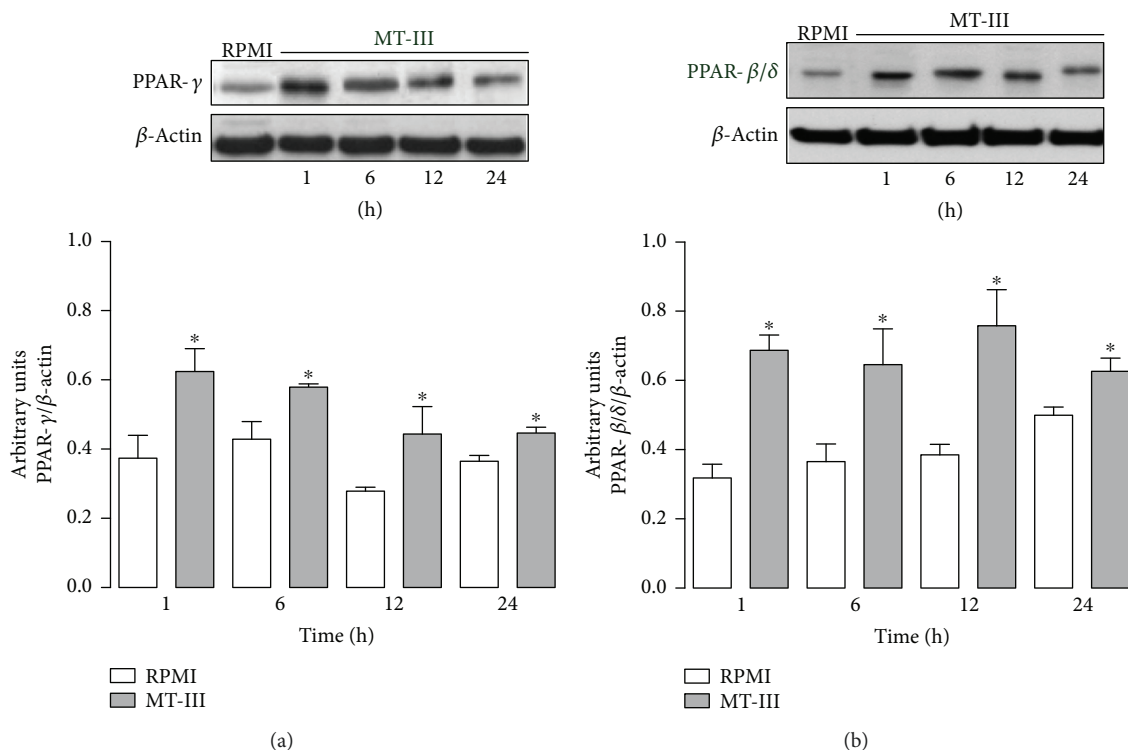 RPMI MT-III
PPAR-γ
β-Actin
1 6 12 24
(h)
1.0
0.8
0.6
0.4
0.2
0.0
Arbitrary units
PPAR-γ/β-actin
* * * *
1 6 12 24
Time (h)
RPMI
MT-III
(a)
RPMI MT-III
PPAR-β/δ
β-Actin
1 6 12 24
(h)
1.0
0.8
0.6
0.4
0.2
0.0
Arbitrary units
PPAR-β/δ/β-actin
* * * *
1 6 12 24
Time (h)
RPMI
MT-III
(b)